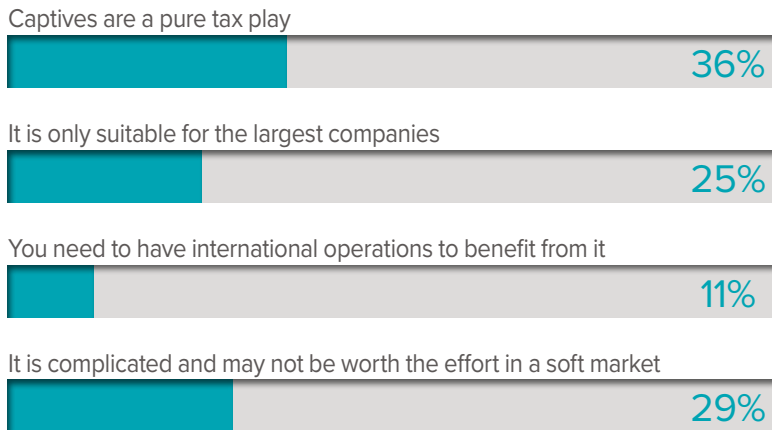 Captives are a pure tax play
36%
It is only suitable for the largest companies
25%
You need to have international operations to benefit from it
11%
It is complicated and may not be worth the effort in a soft market
29%